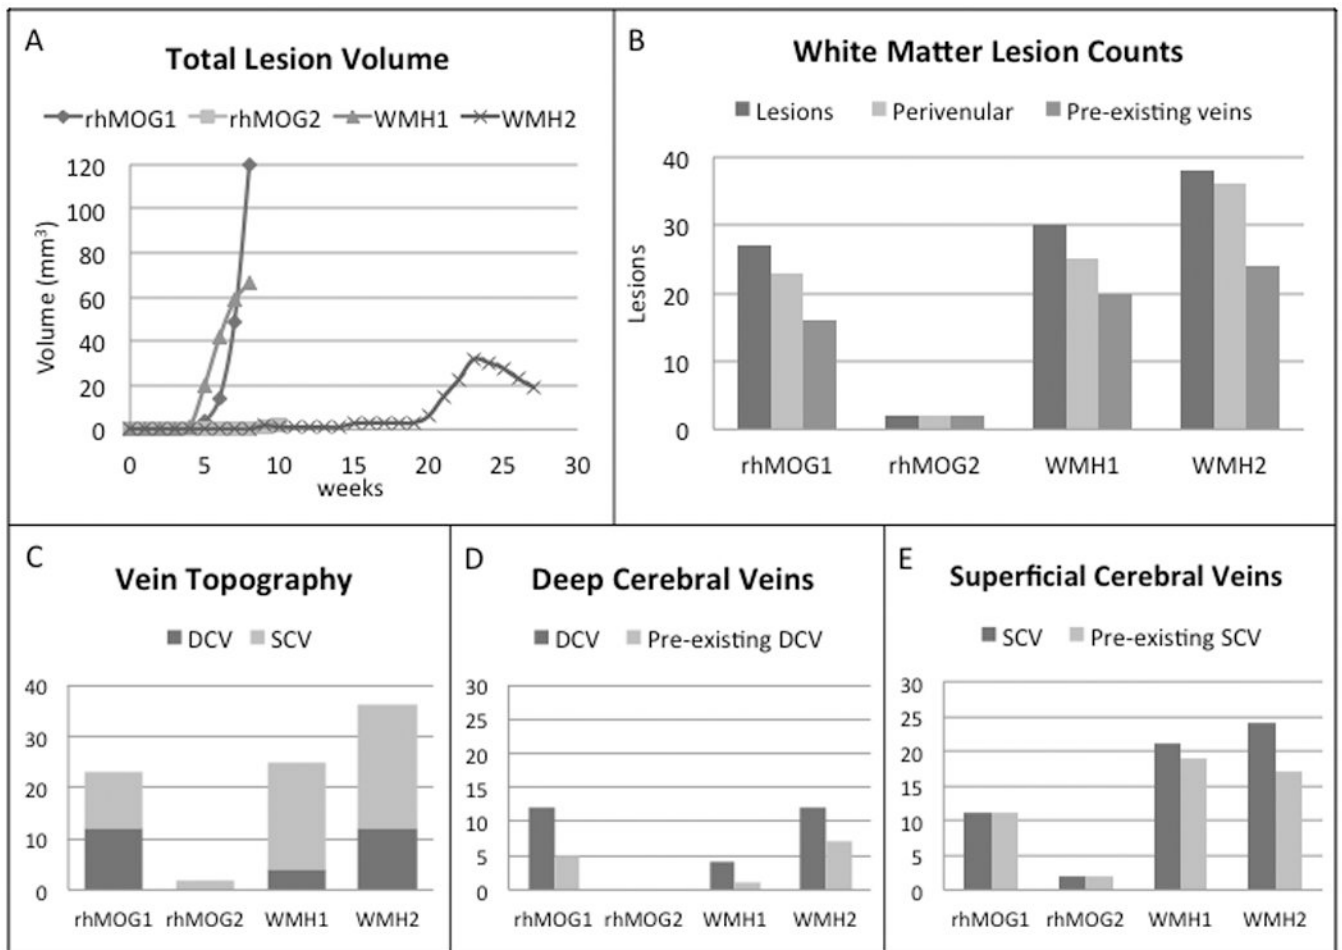 A
Total Lesion Volume
rhMOG1 rhMOG2 WMH1 WMH2
Volume (mm³)
120
100
80
60
40
20
0
0 5 10 15 20 25 30
weeks
B
White Matter Lesion Counts
Lesions Perivenular Pre-existing veins
Lesions
40
30
20
10
0
rhMOG1 rhMOG2 WMH1 WMH2
C
Vein Topography
DCV SCV
40
30
20
10
0
rhMOG1 rhMOG2 WMH1 WMH2
D
Deep Cerebral Veins
DCV Pre-existing DCV
30
25
20
15
10
5
0
rhMOG1 rhMOG2 WMH1 WMH2
E
Superficial Cerebral Veins
SCV Pre-existing SCV
30
25
20
15
10
5
0
rhMOG1 rhMOG2 WMH1 WMH2